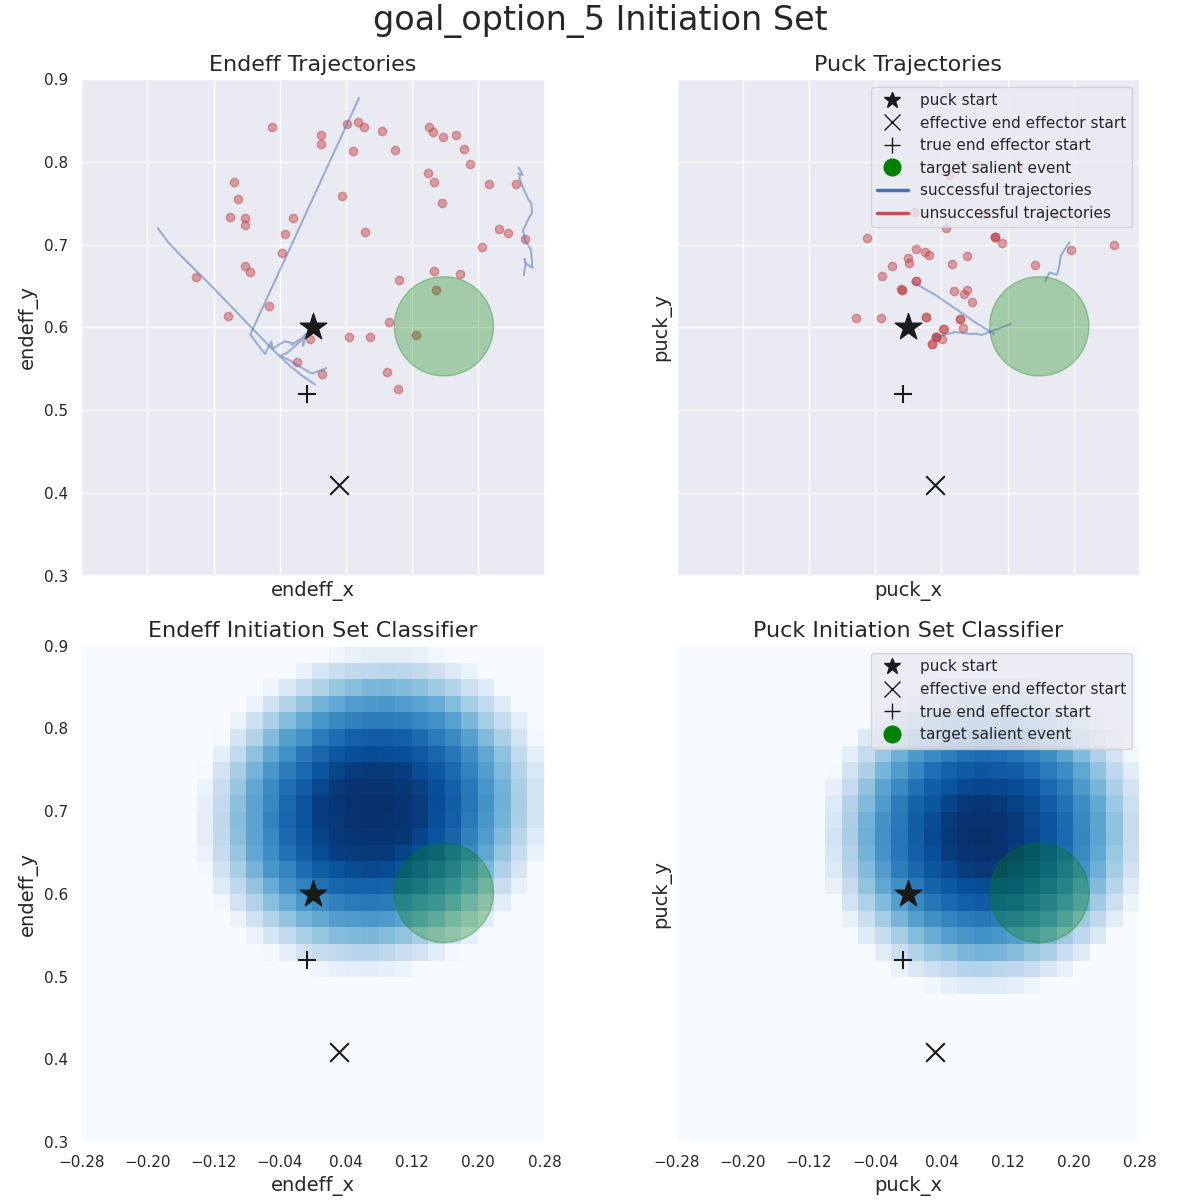 goal_option_5 Initiation Set
Endeff Trajectories
endeff_y
0.9
0.8
0.7
0.6
0.5
0.4
0.3
endeff_x
Puck Trajectories
puck start
effective end effector start
true end effector start
target salient event
successful trajectories
unsuccessful trajectories
puck_y
puck_x
Endeff Initiation Set Classifier
endeff_y
0.9
0.8
0.7
0.6
0.5
0.4
0.3
−0.28 −0.20 −0.12 −0.04 0.04 0.12 0.20 0.28
endeff_x
Puck Initiation Set Classifier
puck start
effective end effector start
true end effector start
target salient event
puck_y
−0.28 −0.20 −0.12 −0.04 0.04 0.12 0.20 0.28
puck_x